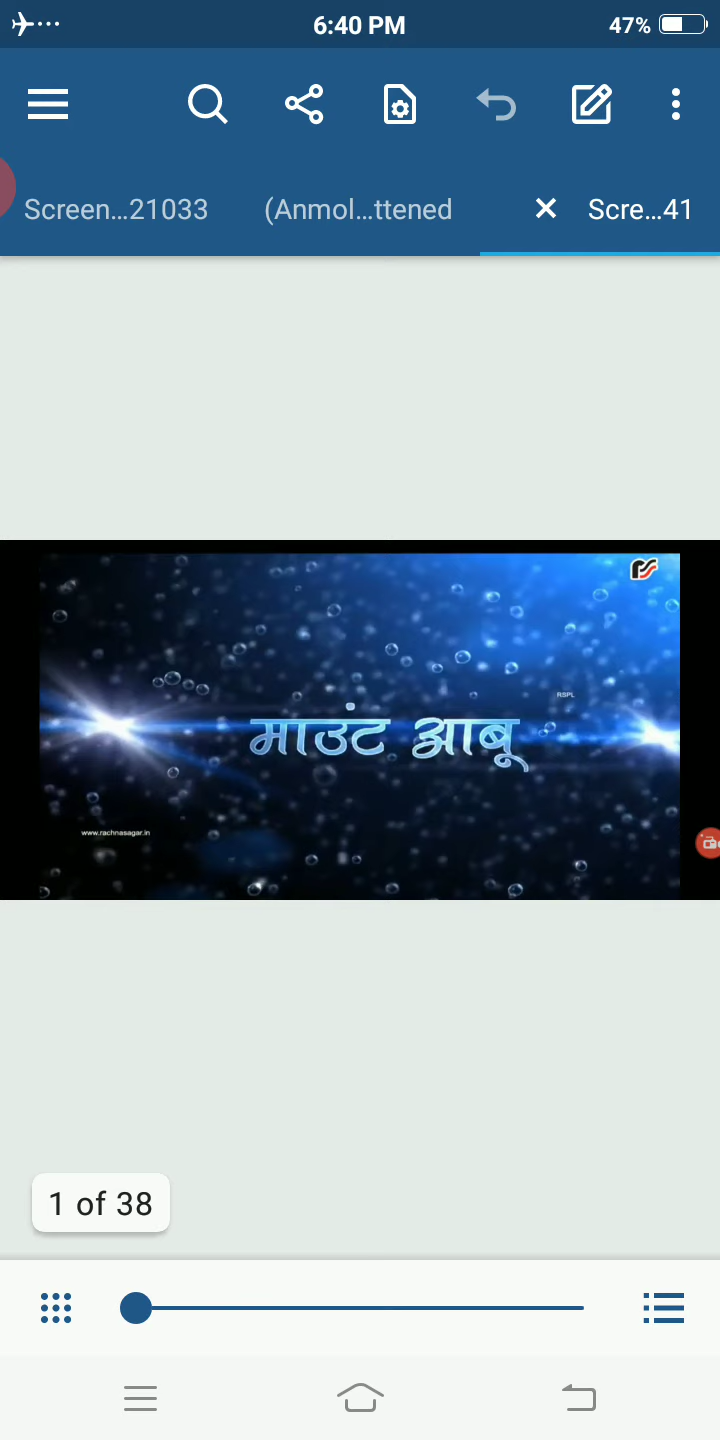 6:40 PM 47%
Screen...21033 (Anmol...ttened Scre...41
RSPL
माउंट आबू
www.rachnasagar.in
1 of 38